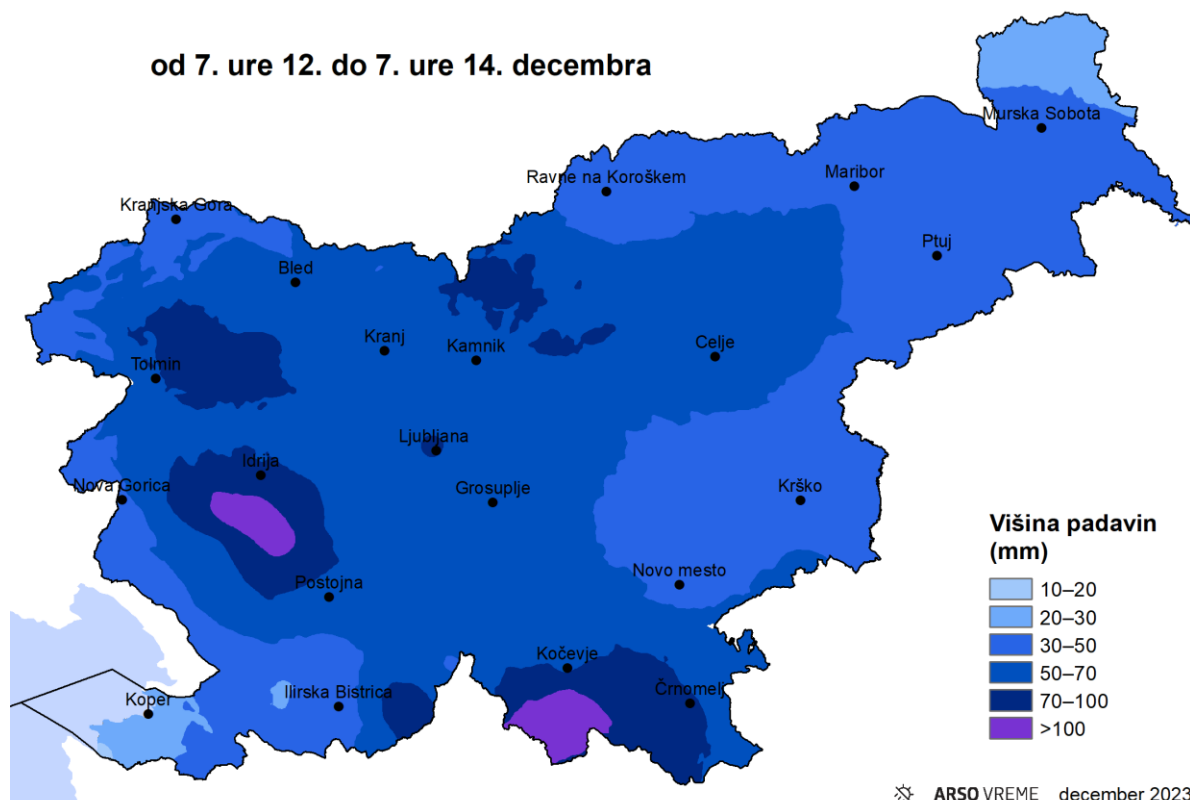 od 7. ure 12. do 7. ure 14. decembra
Murska Sobota
Ravne na Koroškem
Maribor
Kranjska Gora
Ptuj
Bled
Kranj
Kamnik
Celje
Tolmin
Ljubljana
Idrija
Nova Gorica
Grosuplje
Krško
Postojna
Novo mesto
Kočevje
Črnomelj
Koper
Ilirska Bistrica
Višina padavin
(mm)
10–20
20–30
30–50
50–70
70–100
>100
ARSO VREME december 2023